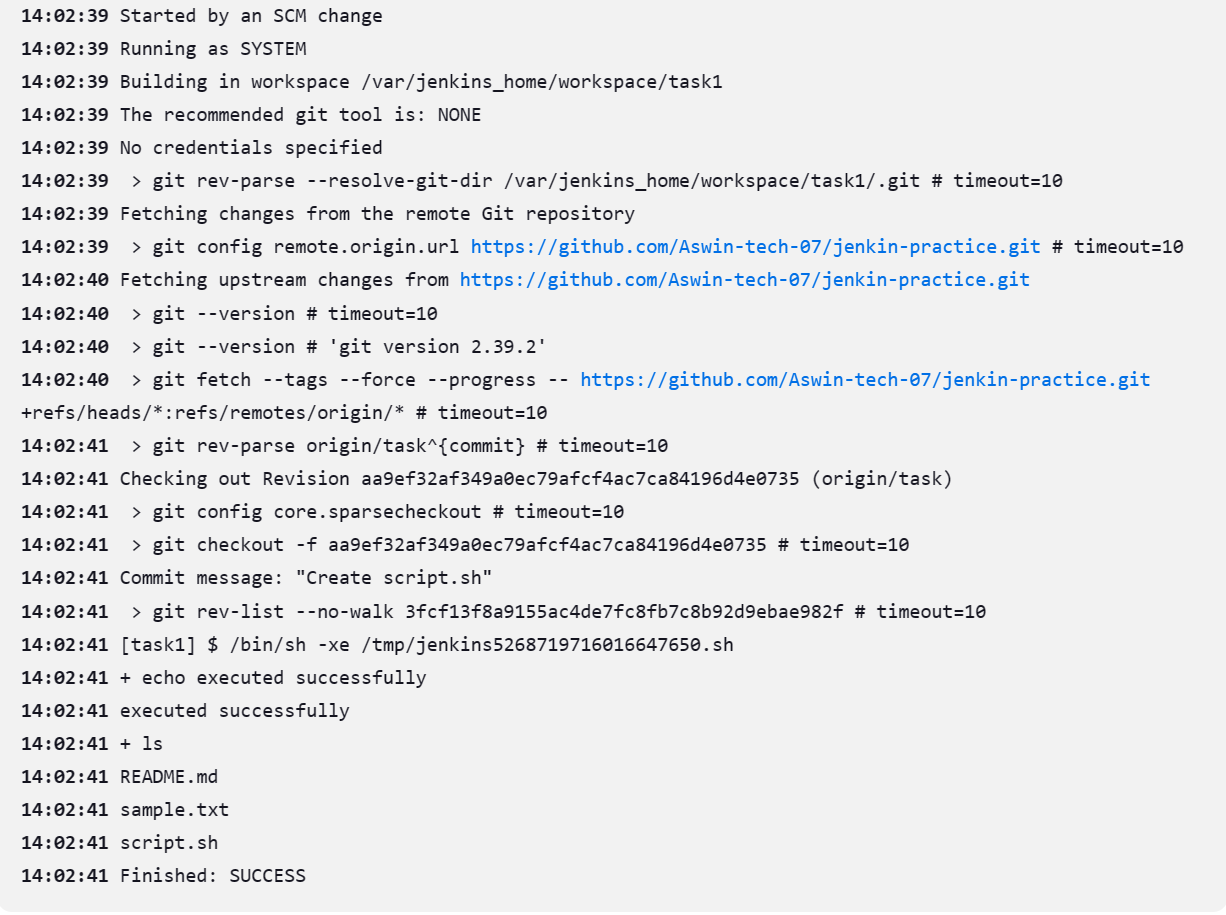 14:02:39 Started by an SCM change
14:02:39 Running as SYSTEM
14:02:39 Building in workspace /var/jenkins_home/workspace/task1
14:02:39 The recommended git tool is: NONE
14:02:39 No credentials specified
14:02:39  > git rev-parse --resolve-git-dir /var/jenkins_home/workspace/task1/.git # timeout=10
14:02:39 Fetching changes from the remote Git repository
14:02:39  > git config remote.origin.url https://github.com/Aswin-tech-07/jenkin-practice.git # timeout=10
14:02:40 Fetching upstream changes from https://github.com/Aswin-tech-07/jenkin-practice.git
14:02:40  > git --version # timeout=10
14:02:40  > git --version # 'git version 2.39.2'
14:02:40  > git fetch --tags --force --progress -- https://github.com/Aswin-tech-07/jenkin-practice.git
+refs/heads/*:refs/remotes/origin/* # timeout=10
14:02:41  > git rev-parse origin/task^{commit} # timeout=10
14:02:41 Checking out Revision aa9ef32af349a0ec79afcf4ac7ca84196d4e0735 (origin/task)
14:02:41  > git config core.sparsecheckout # timeout=10
14:02:41  > git checkout -f aa9ef32af349a0ec79afcf4ac7ca84196d4e0735 # timeout=10
14:02:41 Commit message: "Create script.sh"
14:02:41  > git rev-list --no-walk 3fcf13f8a9155ac4de7fc8fb7c8b92d9ebae982f # timeout=10
14:02:41 [task1] $ /bin/sh -xe /tmp/jenkins5268719716016647650.sh
14:02:41 + echo executed successfully
14:02:41 executed successfully
14:02:41 + ls
14:02:41 README.md
14:02:41 sample.txt
14:02:41 script.sh
14:02:41 Finished: SUCCESS